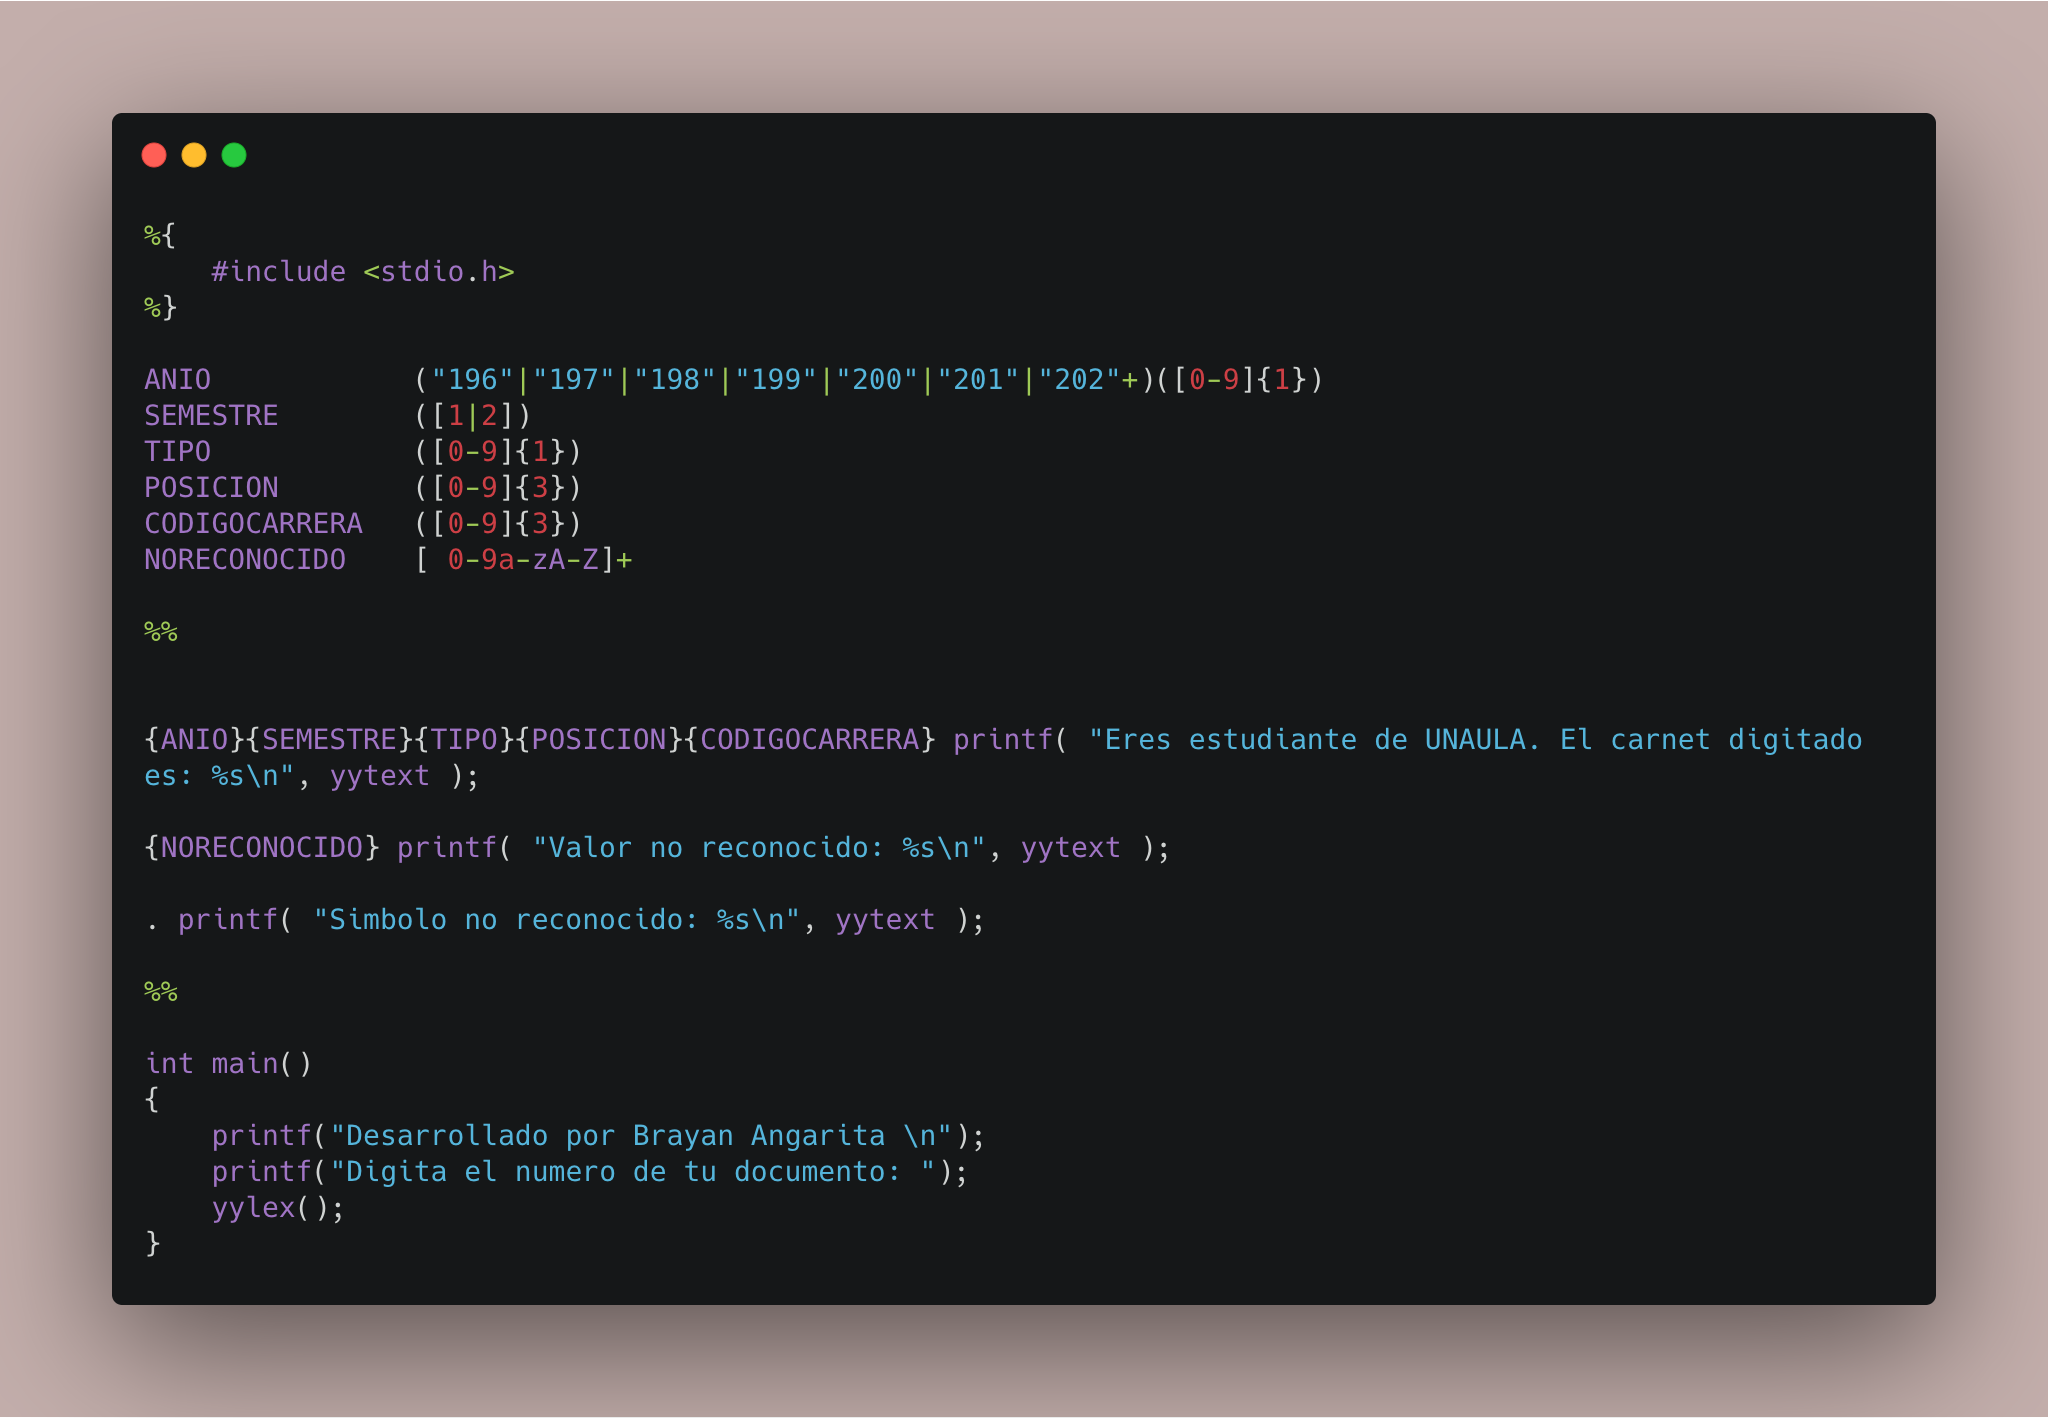 %{
    #include <stdio.h>
%}

ANIO            ("196"|"197"|"198"|"199"|"200"|"201"|"202"+)([0-9]{1})
SEMESTRE        ([1|2])
TIPO            ([0-9]{1})
POSICION        ([0-9]{3})
CODIGOCARRERA   ([0-9]{3})
NORECONOCIDO    [ 0-9a-zA-Z]+

%%


{ANIO}{SEMESTRE}{TIPO}{POSICION}{CODIGOCARRERA} printf( "Eres estudiante de UNAULA. El carnet digitado
es: %s\n", yytext );

{NORECONOCIDO} printf( "Valor no reconocido: %s\n", yytext );

. printf( "Simbolo no reconocido: %s\n", yytext );

%%

int main()
{
    printf("Desarrollado por Brayan Angarita \n");
    printf("Digita el numero de tu documento: ");
    yylex();
}